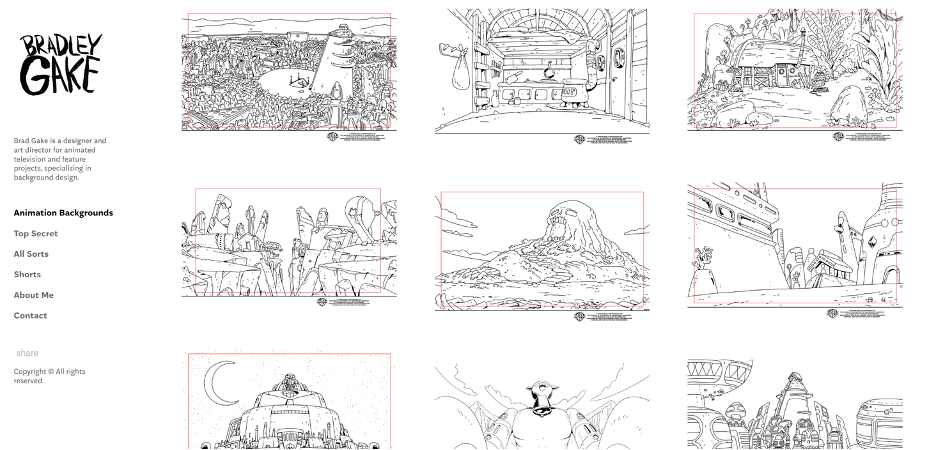 BRADLEY
GAKE
Brad Gake is a designer and
art director for animated
television and feature
projects, specializing in
background design.
Animation Backgrounds
Top Secret
All Sorts
Shorts
About Me
Contact
share
Copyright © All rights
reserved.